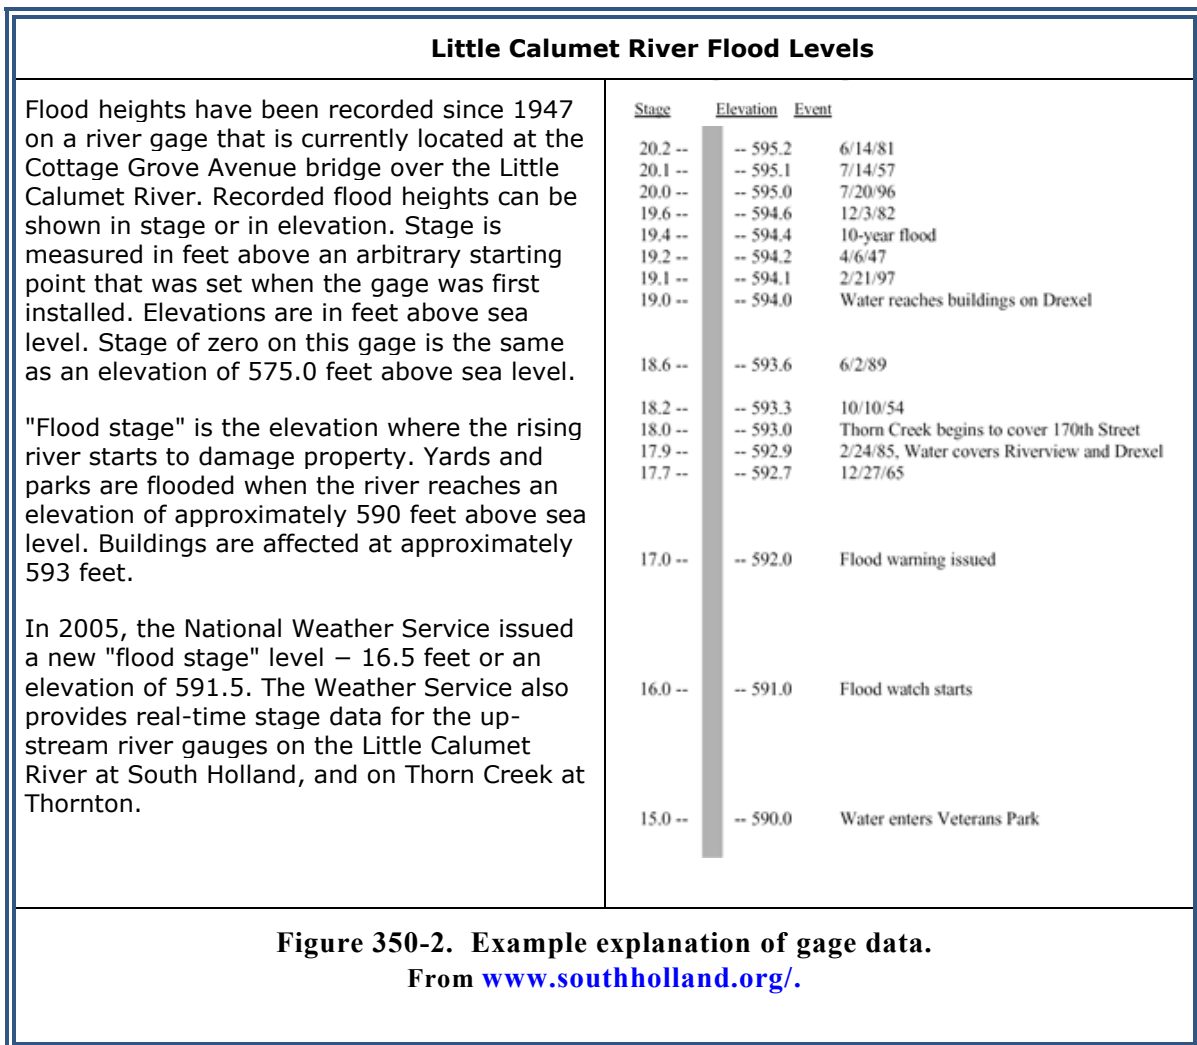 Little Calumet River Flood Levels
Flood heights have been recorded since 1947
on a river gage that is currently located at the
Cottage Grove Avenue bridge over the Little
Calumet River. Recorded flood heights can be
shown in stage or in elevation. Stage is
measured in feet above an arbitrary starting
point that was set when the gage was first
installed. Elevations are in feet above sea
level. Stage of zero on this gage is the same
as an elevation of 575.0 feet above sea level.
"Flood stage" is the elevation where the rising
river starts to damage property. Yards and
parks are flooded when the river reaches an
elevation of approximately 590 feet above sea
level. Buildings are affected at approximately
593 feet.
In 2005, the National Weather Service issued
a new "flood stage" level – 16.5 feet or an
elevation of 591.5. The Weather Service also
provides real-time stage data for the up-
stream river gauges on the Little Calumet
River at South Holland, and on Thorn Creek at
Thornton.
Stage Elevation Event
20.2 -- -- 595.2 6/14/81
20.1 -- -- 595.1 7/14/57
20.0 -- -- 595.0 7/20/96
19.6 -- -- 594.6 12/3/82
19.4 -- -- 594.4 10-year flood
19.2 -- -- 594.2 4/6/47
19.1 -- -- 594.1 2/21/97
19.0 -- -- 594.0 Water reaches buildings on Drexel
18.6 -- -- 593.6 6/2/89
18.2 -- -- 593.3 10/10/54
18.0 -- -- 593.0 Thorn Creek begins to cover 170th Street
17.9 -- -- 592.9 2/24/85, Water covers Riverview and Drexel
17.7 -- -- 592.7 12/27/65
17.0 -- -- 592.0 Flood warning issued
16.0 -- -- 591.0 Flood watch starts
15.0 -- -- 590.0 Water enters Veterans Park
Figure 350-2. Example explanation of gage data.
From www.southholland.org/.